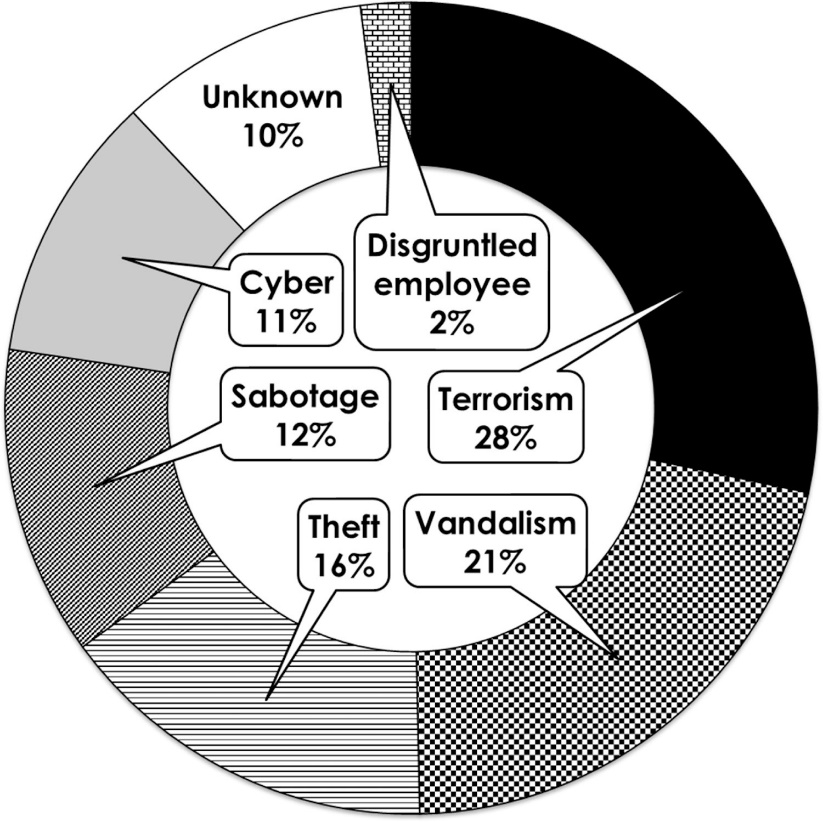 Unknown
10%
Disgruntled
employee
2%
Cyber
11%
Sabotage
12%
Terrorism
28%
Theft
16%
Vandalism
21%